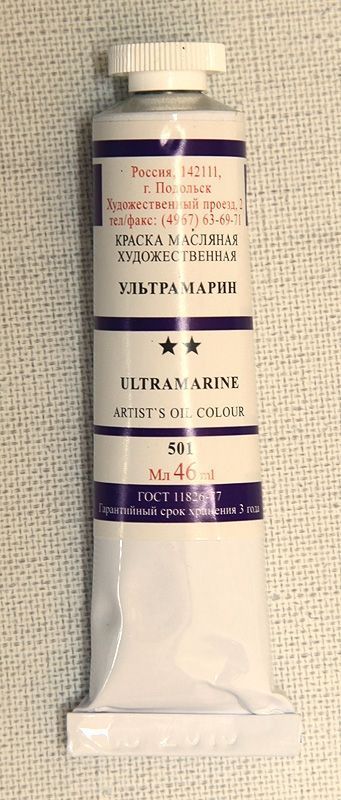 Россия, 142111,
г. Подольск
Художественный проезд, 2
тел/факс: (4967) 63-69-71
КРАСКА МАСЛЯНАЯ
ХУДОЖЕСТВЕННАЯ
УЛЬТРАМАРИН
★★
ULTRAMARINE
ARTIST`S OIL COLOUR
501
Мл 46 ml
ГОСТ 11826-77
Гарантийный срок хранения 3 года